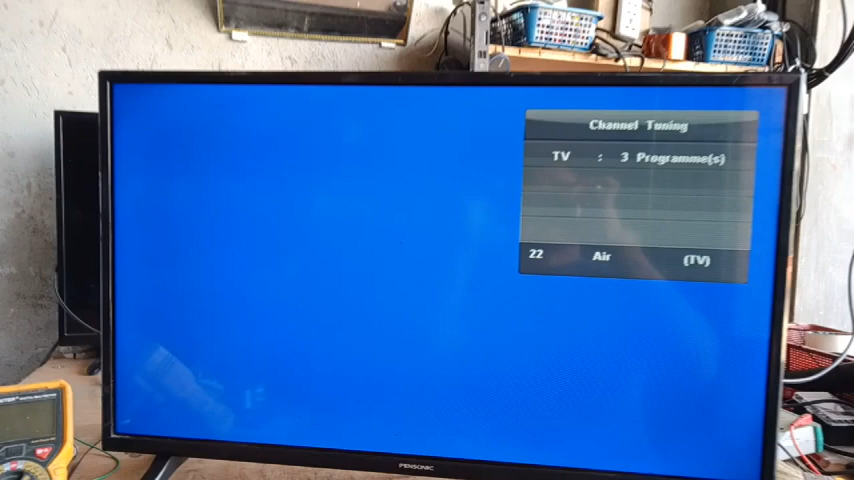 Channel Tuning
TV : 3 Programme(s)
22 Air (TV)
PENSONIC